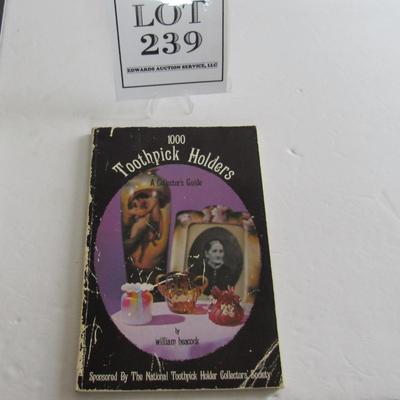 LOT
239
EDWARDS AUCTION SERVICE, LLC
1000
Toothpick Holders
A Collector's Guide
by
william heacock
Sponsored By The National Toothpick Holder Collectors' Society